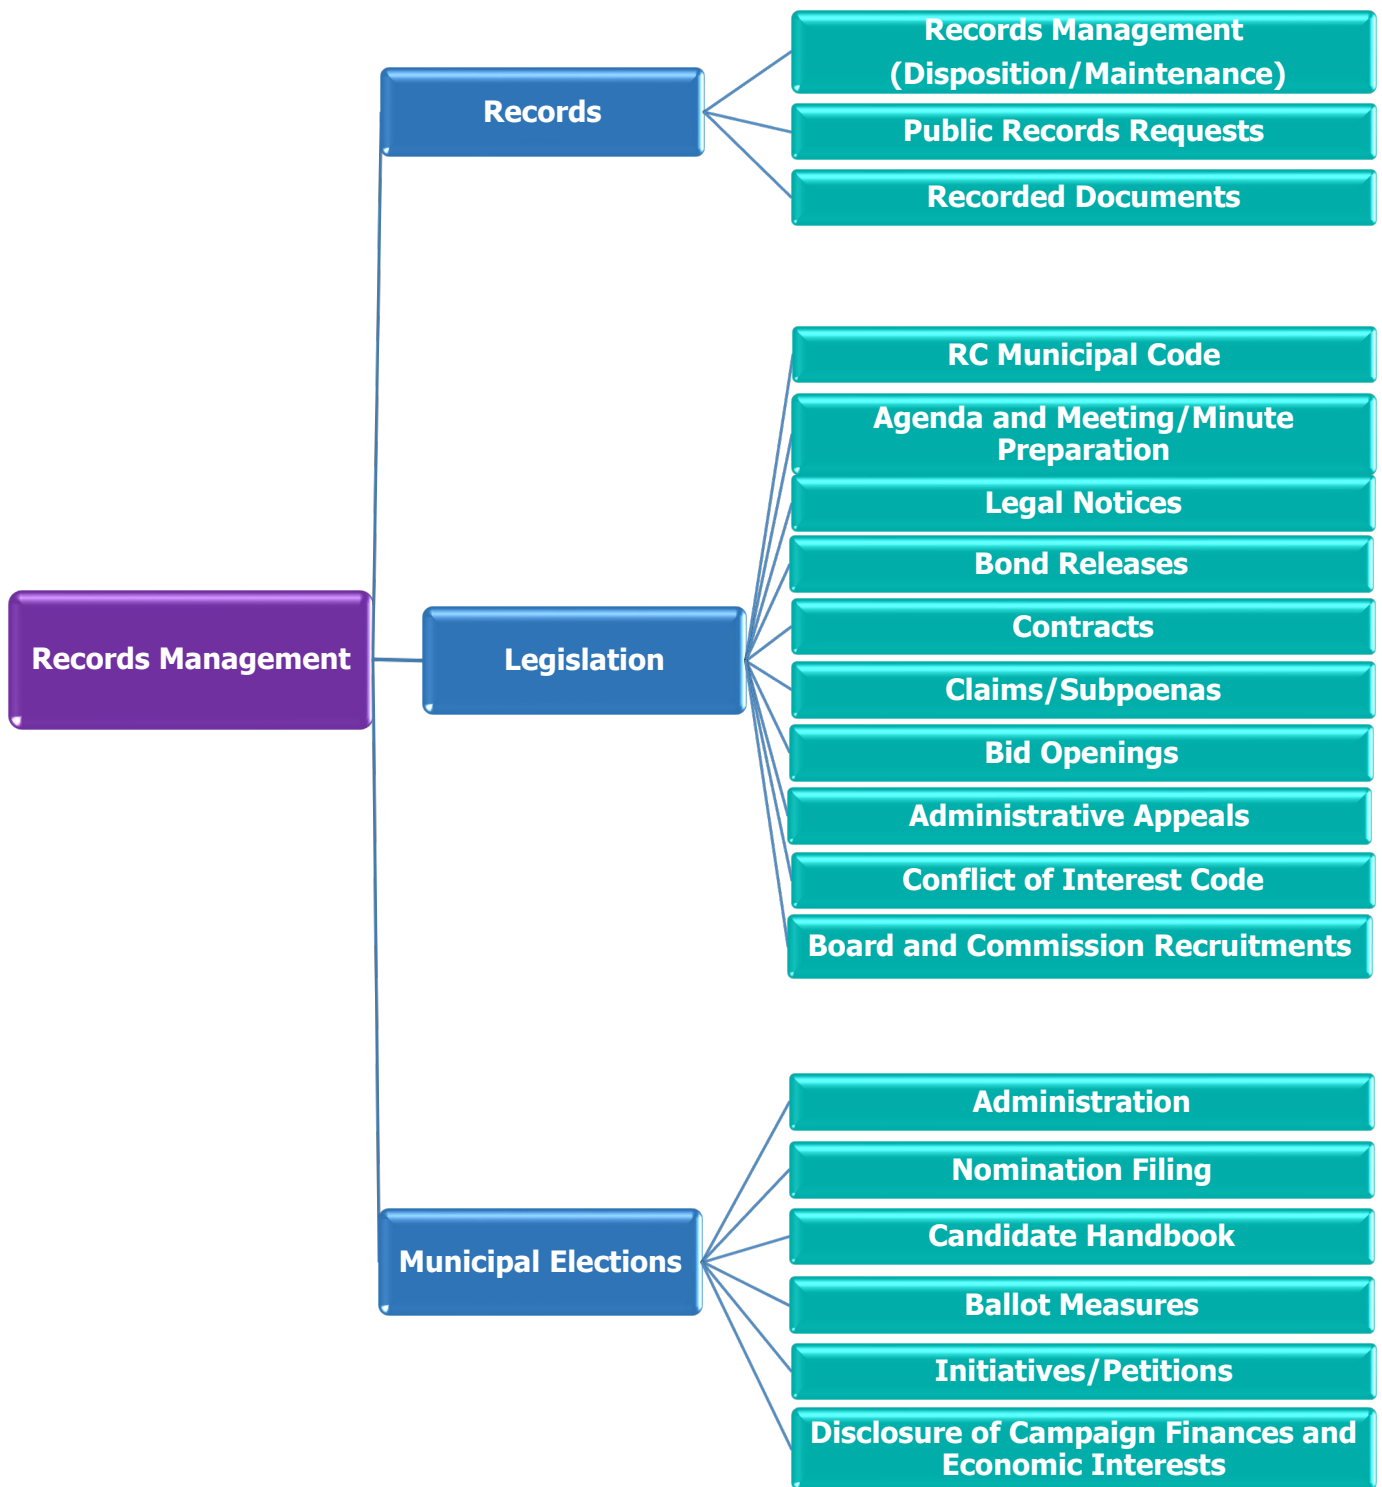 Records Management
Records
Records Management
(Disposition/Maintenance)
Public Records Requests
Recorded Documents
Legislation
RC Municipal Code
Agenda and Meeting/Minute
Preparation
Legal Notices
Bond Releases
Contracts
Claims/Subpoenas
Bid Openings
Administrative Appeals
Conflict of Interest Code
Board and Commission Recruitments
Municipal Elections
Administration
Nomination Filing
Candidate Handbook
Ballot Measures
Initiatives/Petitions
Disclosure of Campaign Finances and
Economic Interests